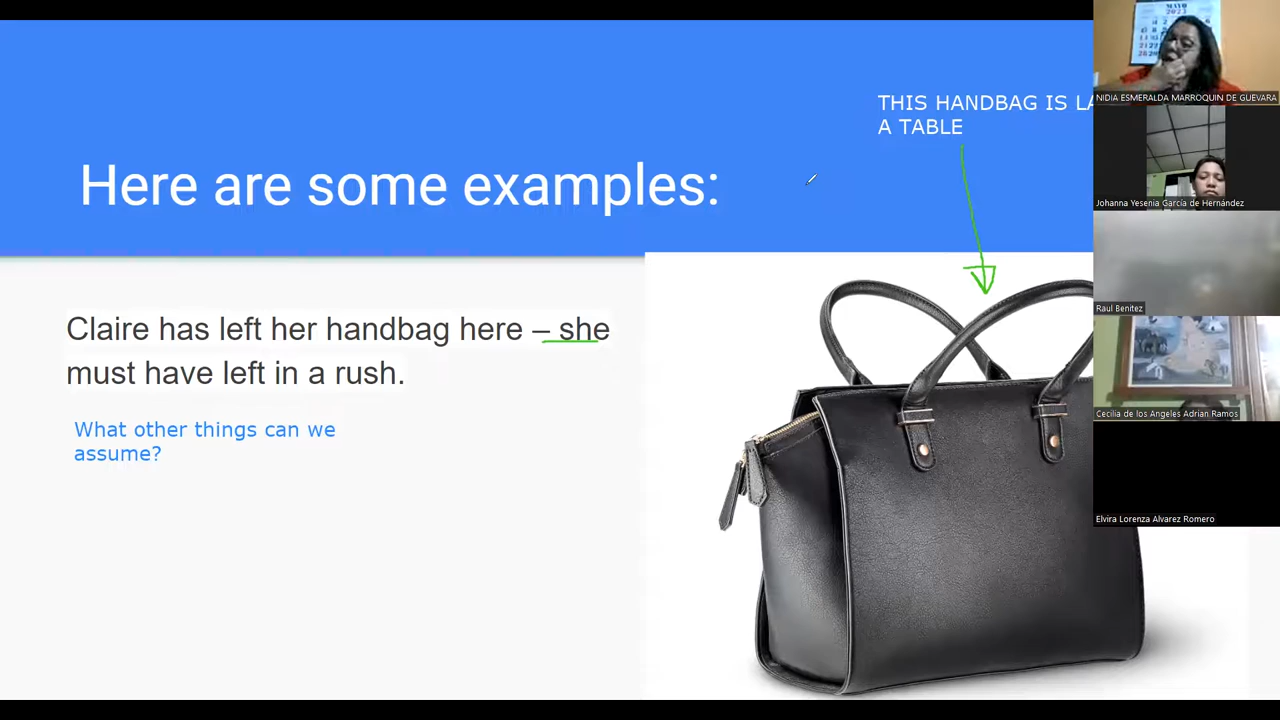 MAYO
2023
NIDIA ESMERALDA MARROQUIN DE GUEVARA
THIS HANDBAG IS
A TABLE
Here are some examples:
Johanna Yesenia García de Hernández
Raul Benitez
Claire has left her handbag here – she
must have left in a rush.
What other things can we
assume?
Cecilia de los Angeles Adrian Ramos
Elvira Lorenza Alvarez Romero